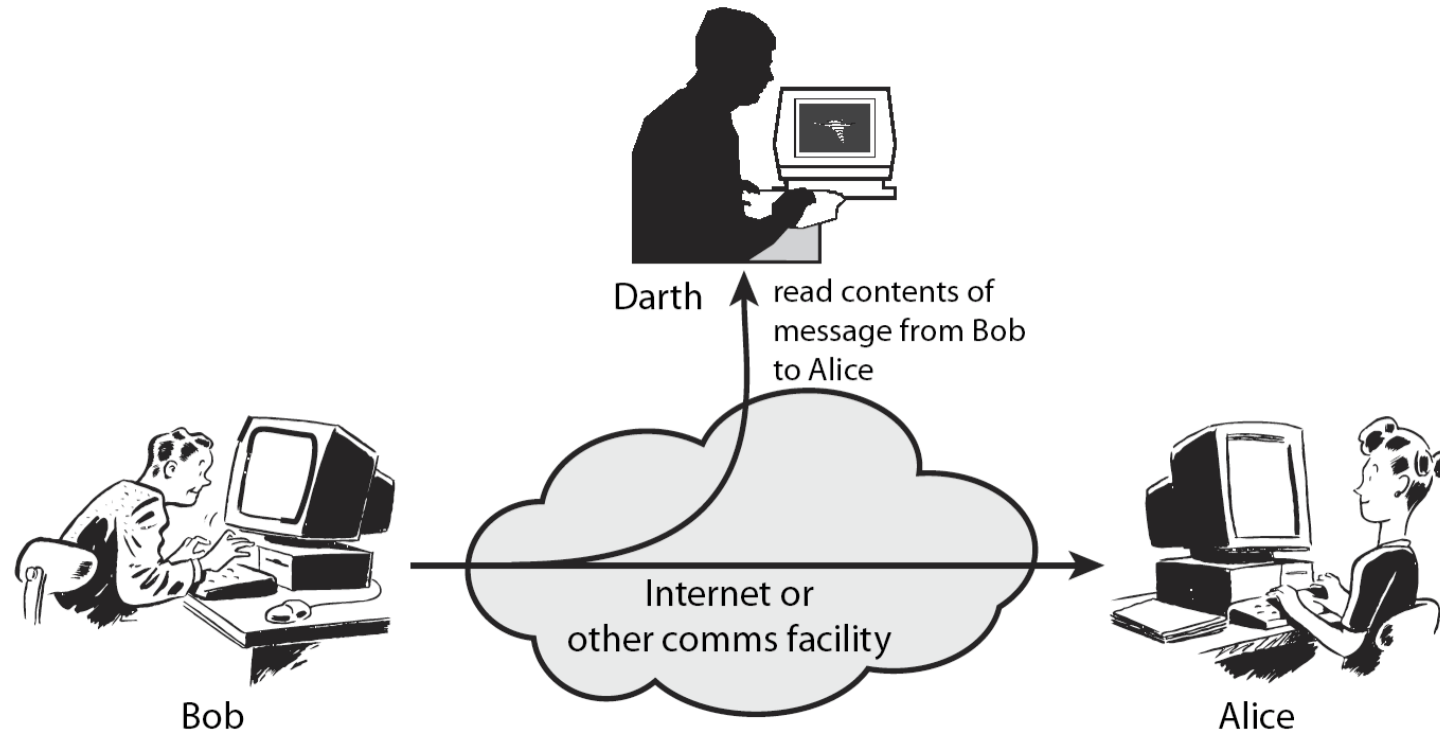 Darth
read contents of
message from Bob
to Alice
Internet or
other comms facility
Bob
Alice